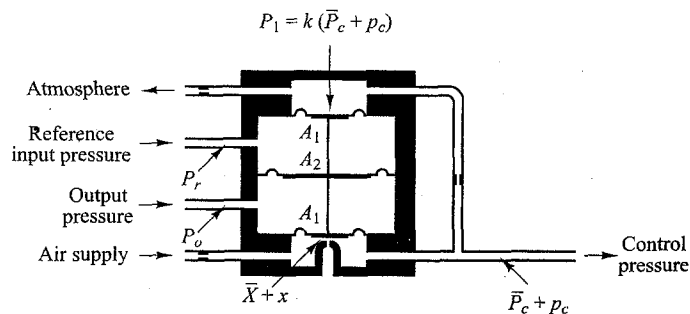 P₁ = k (P̄c + pc)
Atmosphere
Reference
input pressure
A₁
A₂
Pr
Output
pressure
A₁
Po
Air supply
Control
pressure
X̄ + x
P̄c + pc